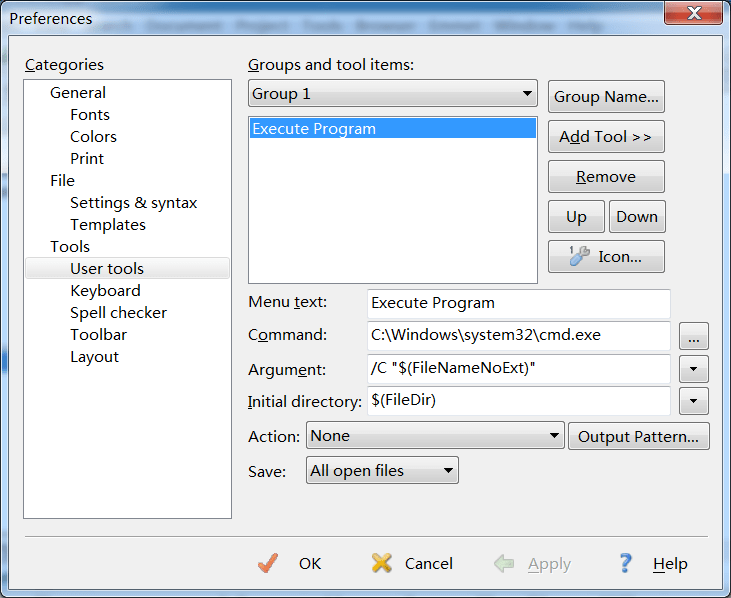 Preferences
Categories
General
Fonts
Colors
Print
File
Settings & syntax
Templates
Tools
User tools
Keyboard
Spell checker
Toolbar
Layout
Groups and tool items:
Group 1
Group Name...
Execute Program
Add Tool >>
Remove
Up Down
Icon...
Menu text: Execute Program
Command: C:\Windows\system32\cmd.exe ...
Argument: /C "$(FileNameNoExt)"
Initial directory: $(FileDir)
Action: None Output Pattern...
Save: All open files
OK Cancel Apply Help